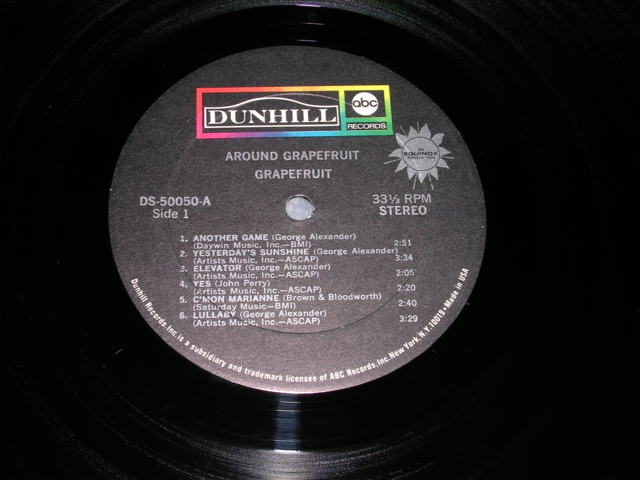 DUNHILL
abc
RECORDS
AROUND GRAPEFRUIT
GRAPEFRUIT
AN
EQUINOX
PRODUCTION
DS-50050-A
Side 1
33⅓ RPM
STEREO
1. ANOTHER GAME (George Alexander)
(Daywin Music, Inc.—BMI) 2:51
2. YESTERDAY'S SUNSHINE (George Alexander)
(Artists Music, Inc.—ASCAP) 3:34
3. ELEVATOR (George Alexander)
(Artists Music, Inc.—ASCAP) 2:05
4. YES (John Perry)
(Artists Music, Inc.—ASCAP) 2:20
5. C'MON MARIANNE (Brown & Bloodworth)
(Saturday Music—BMI) 2:40
6. LULLABY (George Alexander)
(Artists Music, Inc.—ASCAP) 3:29
Dunhill Records, Inc. is a subsidiary and trademark licensee of ABC Records, Inc. New York, N.Y. 10019 • Made in USA